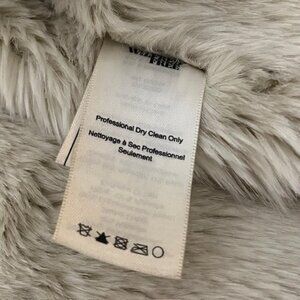 FREE
Professional Dry Clean Only
Nettoyage à Sec Professionnel
Seulement